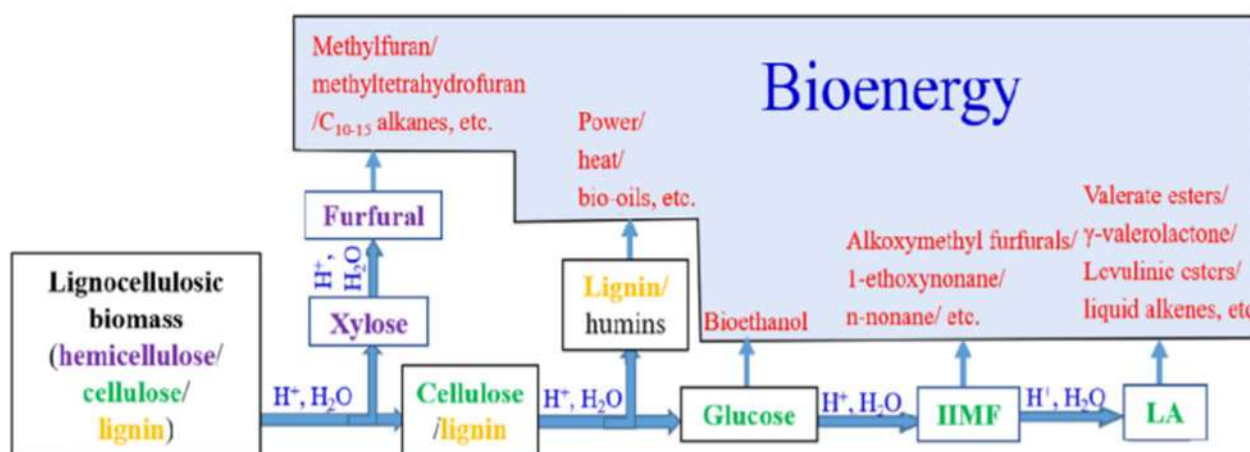 Methylfuran/
methyltetrahydrofuran
/C₁₀₋₁₅ alkanes, etc.
Bioenergy
Power/
heat/
bio-oils, etc.
Valerate esters/
γ-valerolactone/
Levulinic esters/
liquid alkenes, etc
Alkoxymethyl furfurals/
1-ethoxynonane/
n-nonane/ etc.
Bioethanol
Furfural
H⁺,
H₂O
Xylose
Lignin/
humins
Lignocellulosic
biomass
(hemicellulose/
cellulose/
lignin)
H⁺, H₂O
Cellulose
/lignin
H⁺, H₂O
Glucose
H⁺, H₂O
HMF
H⁺, H₂O
LA